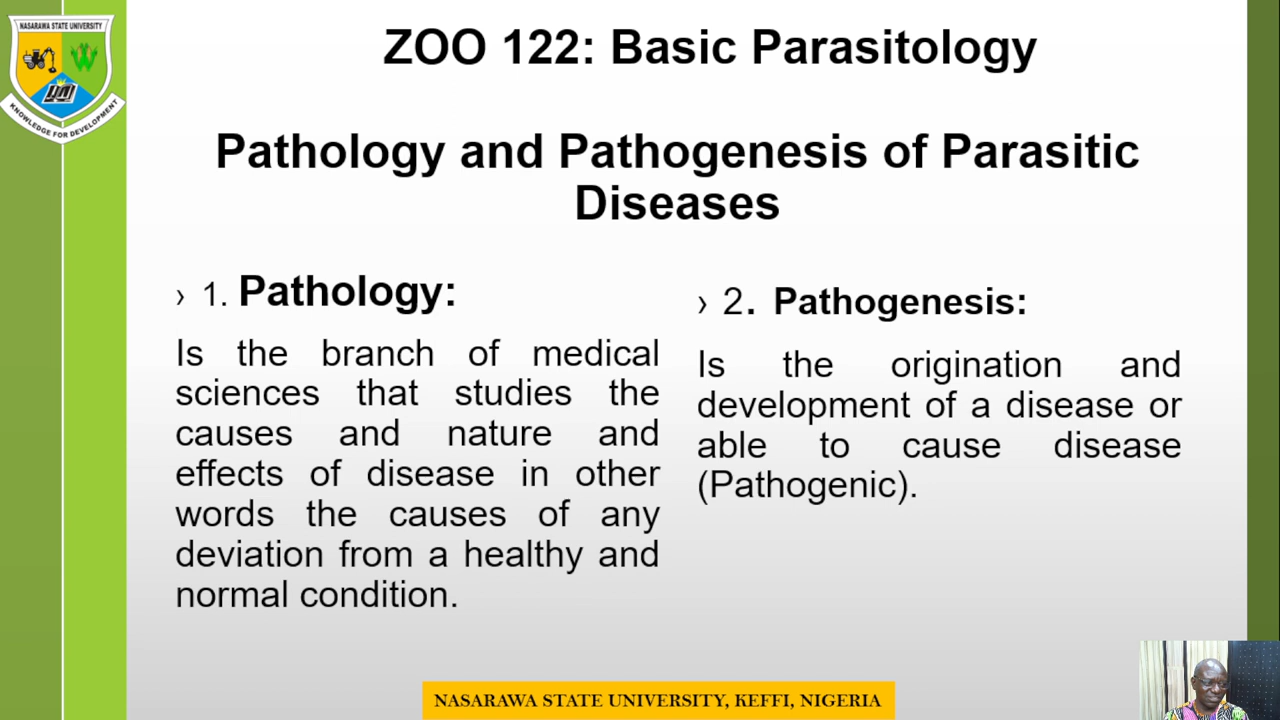 NASARAWA STATE UNIVERSITY
KNOWLEDGE FOR DEVELOPMENT
ZOO 122: Basic Parasitology
Pathology and Pathogenesis of Parasitic
Diseases
› 1. Pathology:
Is the branch of medical
sciences that studies the
causes and nature and
effects of disease in other
words the causes of any
deviation from a healthy and
normal condition.
› 2. Pathogenesis:
Is the origination and
development of a disease or
able to cause disease
(Pathogenic).
NASARAWA STATE UNIVERSITY, KEFFI, NIGERIA